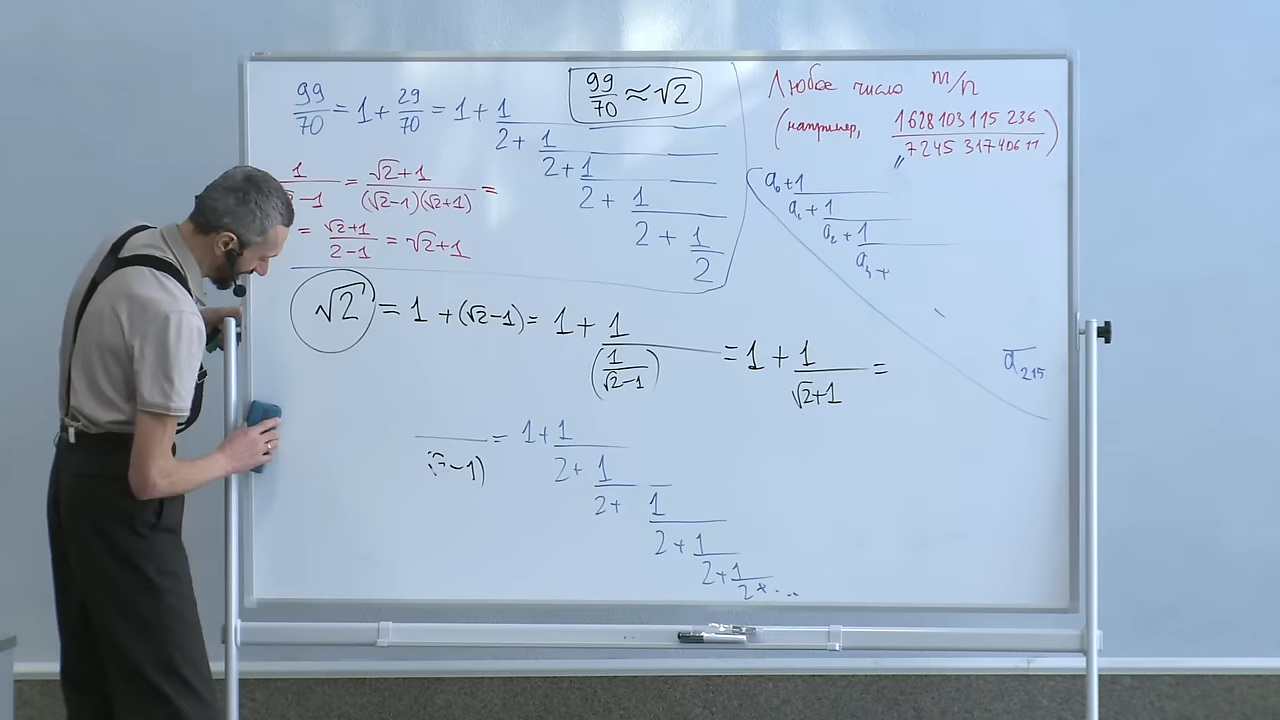 99/70 = 1 + 29/70 = 1 + 1/(2 + 1/(2 + 1/(2 + 1/(2 + 1/2))))
99/70 ≈ √2
1/(√2−1) = (√2+1)/((√2−1)(√2+1)) =
= (√2+1)/(2−1) = √2+1
Любое число m/n
(например, 1628103115236/724531740611)
a₀ + 1/(a₁ + 1/(a₂ + 1/(a₃ +
a₂₁₅
√2 = 1 + (√2−1) = 1 + 1/(1/(√2−1)) = 1 + 1/(√2+1) =
−1) = 1 + 1/(2 + 1/(2 + 1/(2 + 1/(2 + 1/(2 + ...